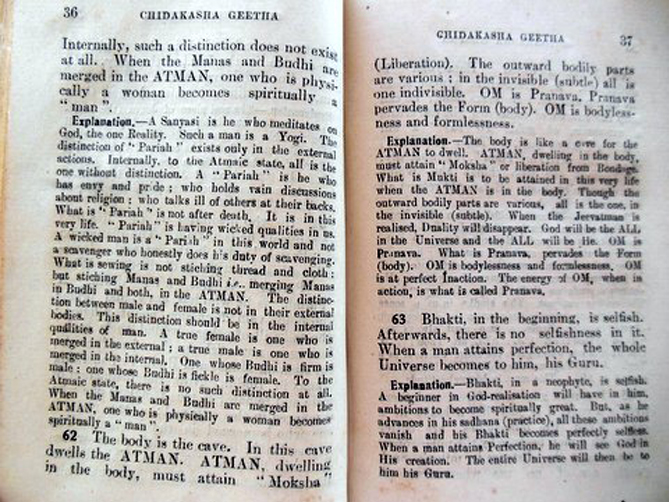 36 CHIDAKASHA GEETHA
Internally, such a distinction does not exist
at all. When the Manas and Budhi are
merged in the ATMAN, one who is physi-
cally a woman becomes spiritually a
“man”.
Explanation.—A Sanyasi is he who meditates on
God, the one Reality. Such a man is a Yogi. The
distinction of “Pariah” exists only in the external
actions. Internally, to the Atmaic state, all is the
one without distinction. A “Pariah” is he who
has envy and pride; who holds vain discussions
about religion; who talks ill of others at their backs.
What is “Pariah” is not after death. It is in this
very life. “Pariah” is having wicked qualities in us.
A wicked man is a “Pariah” in this world and not
a scavenger who honestly does his duty of scavenging.
What is sewing is not stiching thread and cloth:
but stiching Manas and Budhi i.e., merging Manas
in Budhi and both, in the ATMAN. The distinc-
tion between male and female is not in their external
bodies. This distinction should be in the internal
qualities of man. A true female is one who is
merged in the external; a true male is one who is
merged in the internal. One whose Budhi is firm is
male; one whose Budhi is fickle is female. To the
Atmaic state, there is no such distinction at all.
When the Manas and Budhi are merged in the
ATMAN, one who is physically a woman becomes
spiritually a “man”.
62 The body is the cave. In this cave
dwells the ATMAN. ATMAN, dwelling
in the body, must attain “Moksha”
CHIDAKASHA GEETHA 37
(Liberation). The outward bodily parts
are various; in the invisible (subtle) all is
one indivisible. OM is Pranava. Pranava
pervades the Form (body). OM is bodyless-
ness and formlessness.
Explanation.—The body is like a cave for the
ATMAN to dwell. ATMAN, dwelling in the body,
must attain “Moksha” or liberation from Bondage.
What is Mukti is to be attained in this very life
when the ATMAN is in the body. Though the
outward bodily parts are various, all is the one, in
the invisible (subtle). When the Jeevatman is
realised, Duality will disappear. God will be the ALL
in the Universe and the ALL will be He. OM is
Pranava. What is Pranava, pervades the Form
(body). OM is bodylessness and formlessness. OM
is at perfect Inaction. The energy of OM, when in
action, is what is called Pranava.
63 Bhakti, in the beginning, is selfish.
Afterwards, there is no selfishness in it.
When a man attains perfection, the whole
Universe becomes to him, his Guru.
Explanation.—Bhakti, in a neophyte, is selfish.
A beginner in God-realisation will have in him,
ambitions to become spiritually great. But, as he
advances in his sadhana (practice), all these ambitions
vanish and his Bhakti becomes perfectly selfless.
When a man attains Perfection, he will see God in
His creation. The entire Universe will then be to
him his Guru.